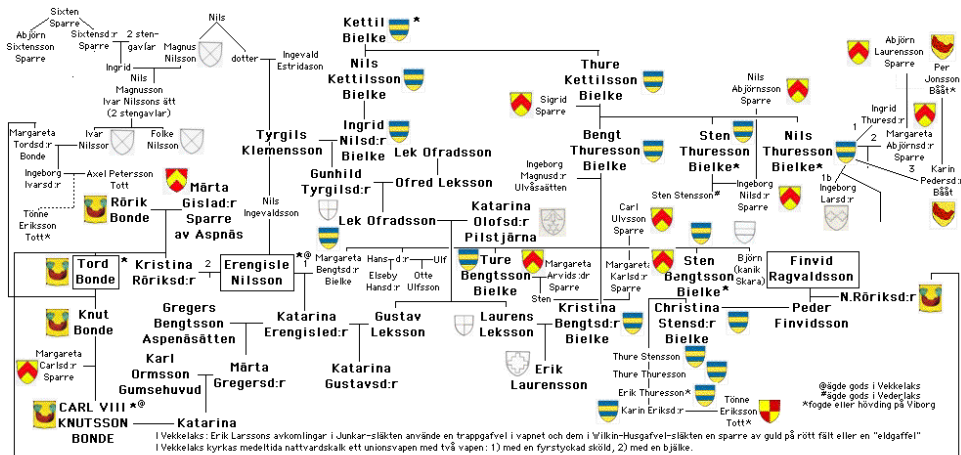 Sixten
Sparre
Abjörn
Sixtensson
Sparre
Sixtensd:r
Sparre
2 sten-
gavlar
Magnus
Nilsson
Nils
dotter
Ingevald
Estridason
Ingrid
Nils
Magnusson
Ivar Nilssons ätt
(2 stengavlar)
Kettil
Bielke
*
Nils
Kettilsson
Bielke
Thure
Kettilsson
Bielke
Nils
Abjörnsson
Sparre
Abjörn
Laurensson
Sparre
Per
Jonsson
Bååt*
Sigrid
Sparre
Ingrid
Thuresd:r
1
2
Margareta
Abjörnsd:r
Sparre
3
Karin
Pedersd:r
Bååt
Margareta
Tordsd:r
Bonde
Ivar
Nilsson
Folke
Nilsson
Tyrgils
Klemensson
Ingrid
Nilsd:r
Bielke
Lek Ofradsson
Bengt
Thuresson
Bielke
Sten
Thuresson
Bielke*
Nils
Thuresson
Bielke*
1b
Ingeborg
Larsd:r
Ingeborg
Ivarsd:r
Axel Petersson
Tott
Gunhild
Tyrgilsd:r
Ofred Leksson
Ingeborg
Magnusd:r
Ulvåsaätten
Sten Stensson#
Ingeborg
Nilsd:r
Sparre
Tönne
Eriksson
Tott*
Rörik
Bonde
Märta
Gislad:r
Sparre
av Aspnäs
Nils
Ingevaldsson
Lek Ofradsson
Katarina
Olofsd:r
Pilstjärna
Carl
Ulvsson
Sparre
Tord
Bonde
*
Kristina
Röriksd:r
2
Erengisle
Nilsson
*@
1
Margareta
Bengtsd:r
Bielke
Hans
d:r
Ulf
Elseby
Hansd:r
Otte
Ulfsson
Ture
Bengtsson
Bielke
Margareta
Arvids:dr
Sparre
Sten
Margareta
Karlsd:r
Sparre
Sten
Bengtsson
Bielke*
Björn
(kanik
Skara)
Finvid
Ragvaldsson
N.Röriksd:r
Knut
Bonde
Gregers
Bengtsson
Aspenäsätten
Katarina
Erengisled:r
Gustav
Leksson
Laurens
Leksson
Kristina
Bengtsd:r
Bielke
Christina
Stensd:r
Bielke
Peder
Finvidsson
Margareta
Carlsd:r
Sparre
Karl
Ormsson
Gumsehuvud
Märta
Gregersd:r
Katarina
Gustavsd:r
Erik
Laurensson
Thure Stensson
Thure Thuresson
Erik Thuresson*
Karin Eriksd:r
Tönne
Eriksson
Tott*
@ägde gods i Vekkelaks
#ägde gods i Vederlaks
*fogde eller hövding på Viborg
CARL VIII *@
KNUTSSON
BONDE
Katarina
I Vekkelaks: Erik Larssons avkomlingar i Junkar-släkten använde en trappgafvel i vapnet och dem i Wilkin-Husgafvel-släkten en sparre av guld på rött fält eller en "eldgaffel"
I Vekkelaks kyrkas medeltida nattvardskalk ett unionsvapen med två vapen: 1) med en fyrstyckad sköld, 2) med en bjälke.